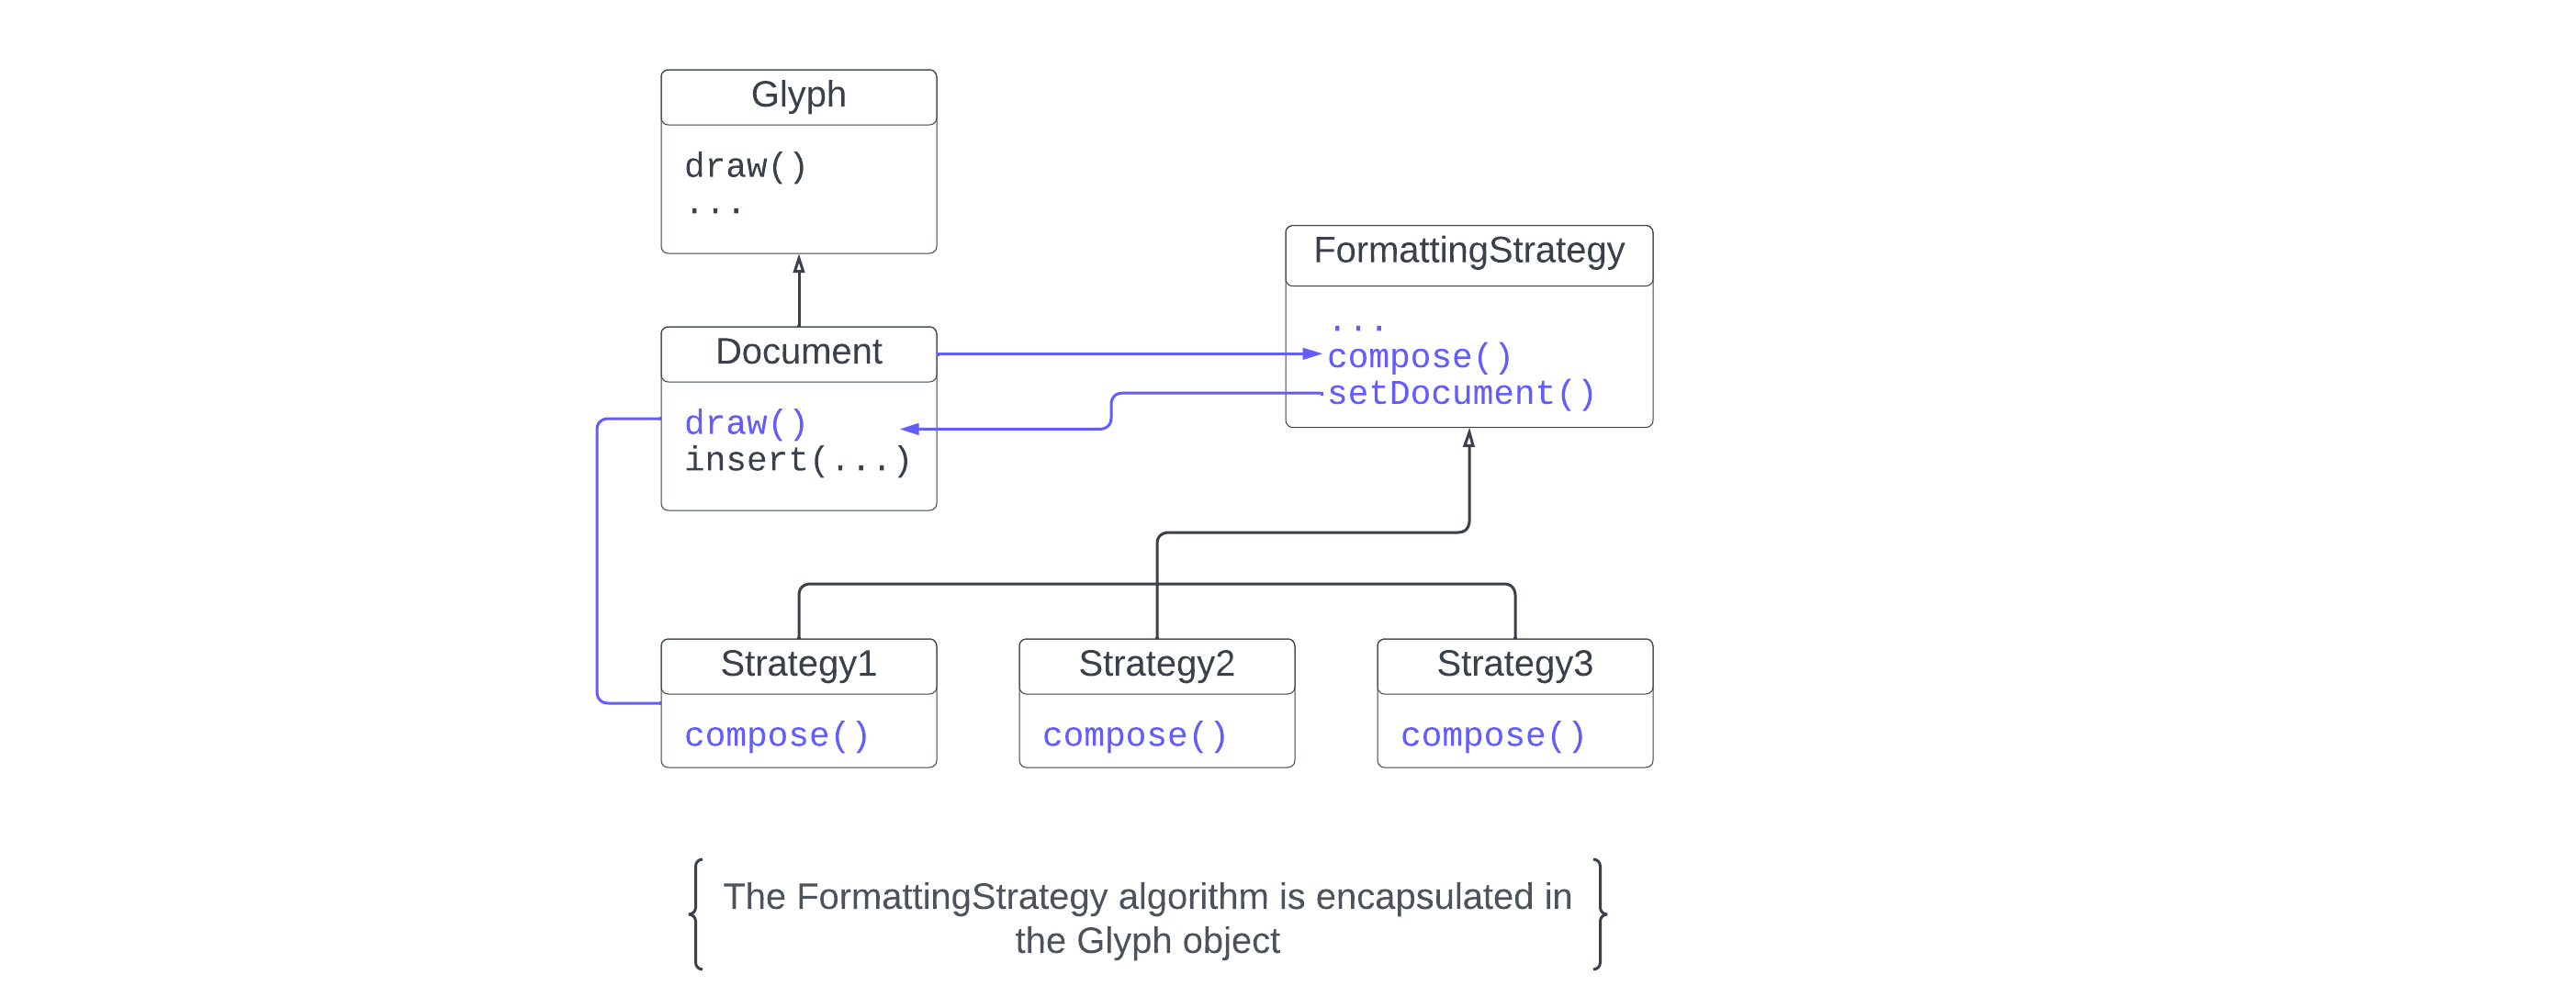 Glyph
draw()
...
FormattingStrategy
...
compose()
setDocument()
Document
draw()
insert(...)
Strategy1
compose()
Strategy2
compose()
Strategy3
compose()
The FormattingStrategy algorithm is encapsulated in
the Glyph object